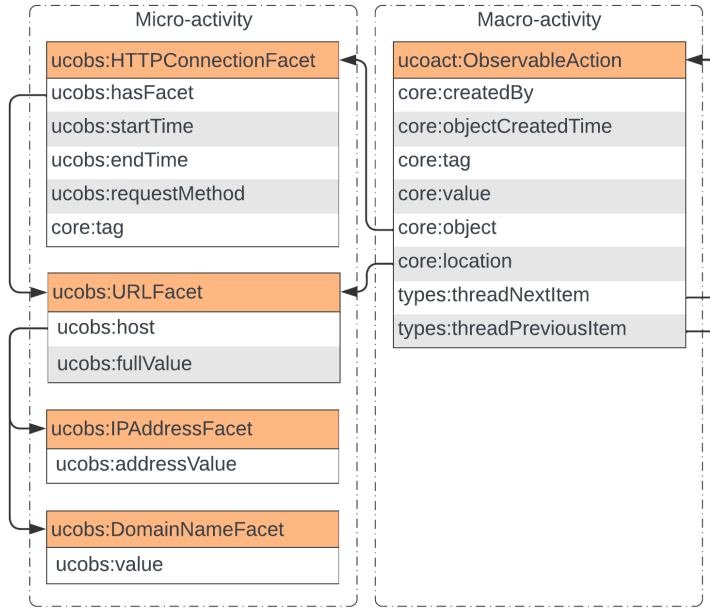 Micro-activity
ucobs:HTTPConnectionFacet
ucobs:hasFacet
ucobs:startTime
ucobs:endTime
ucobs:requestMethod
core:tag
ucobs:URLFacet
ucobs:host
ucobs:fullValue
ucobs:IPAddressFacet
ucobs:addressValue
ucobs:DomainNameFacet
ucobs:value
Macro-activity
ucoact:ObservableAction
core:createdBy
core:objectCreatedTime
core:tag
core:value
core:object
core:location
types:threadNextItem
types:threadPreviousItem